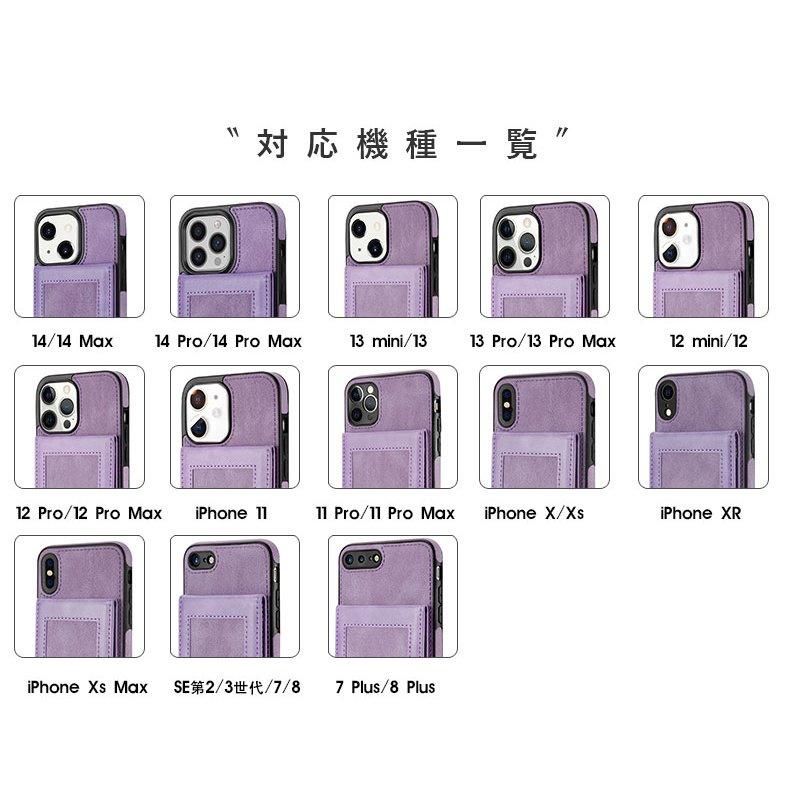 〝対応機種一覧〞
14/14 Max
14 Pro/14 Pro Max
13 mini/13
13 Pro/13 Pro Max
12 mini/12
12 Pro/12 Pro Max
iPhone 11
11 Pro/11 Pro Max
iPhone X/Xs
iPhone XR
iPhone Xs Max
SE第2/3世代/7/8
7 Plus/8 Plus